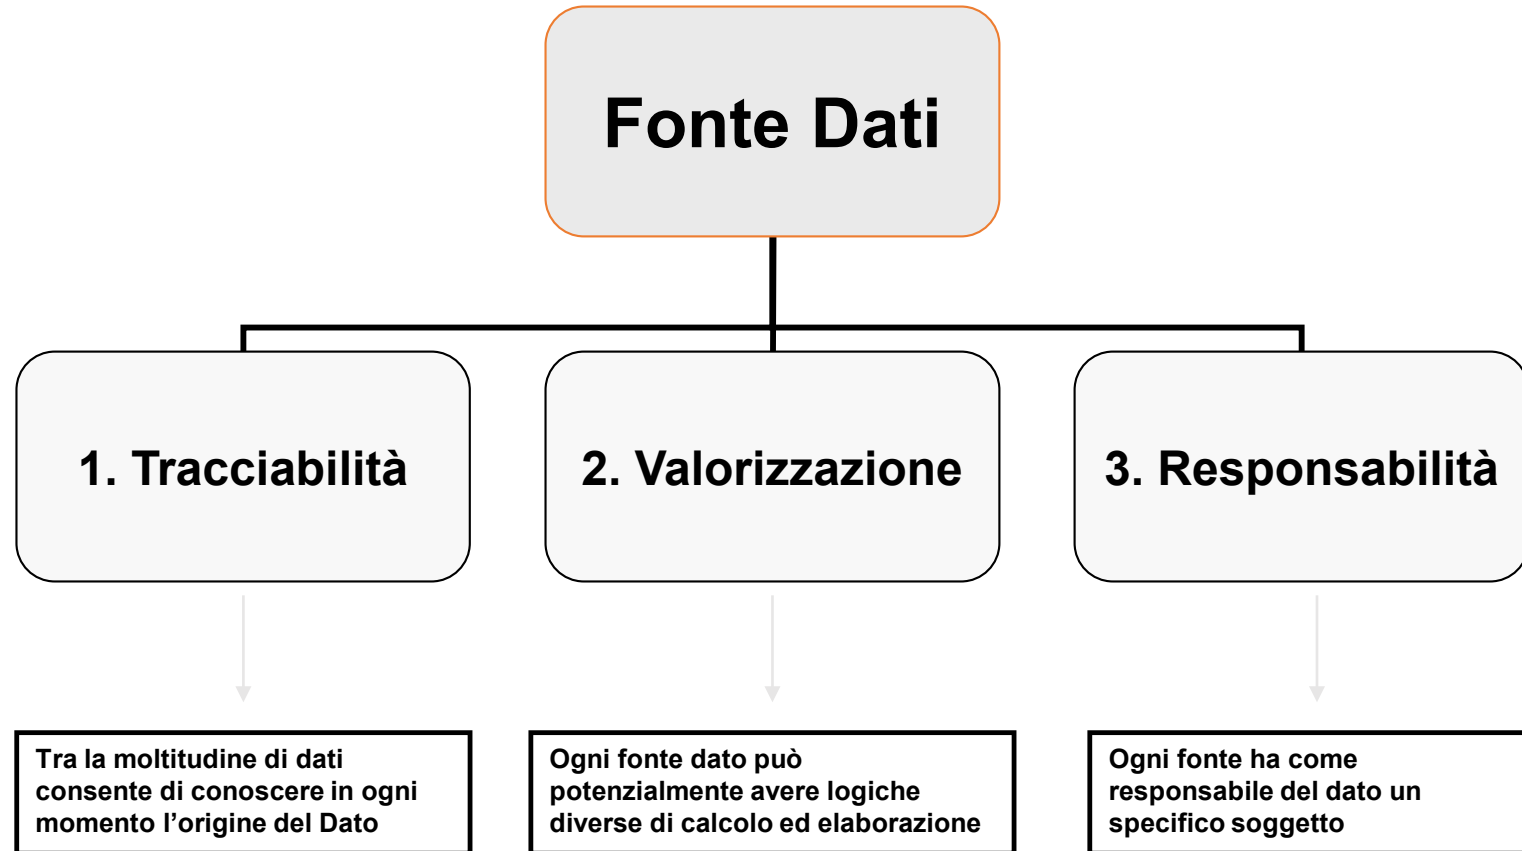 Fonte Dati
1. Tracciabilità
2. Valorizzazione
3. Responsabilità
Tra la moltitudine di dati
consente di conoscere in ogni
momento l’origine del Dato
Ogni fonte dato può
potenzialmente avere logiche
diverse di calcolo ed elaborazione
Ogni fonte ha come
responsabile del dato un
specifico soggetto